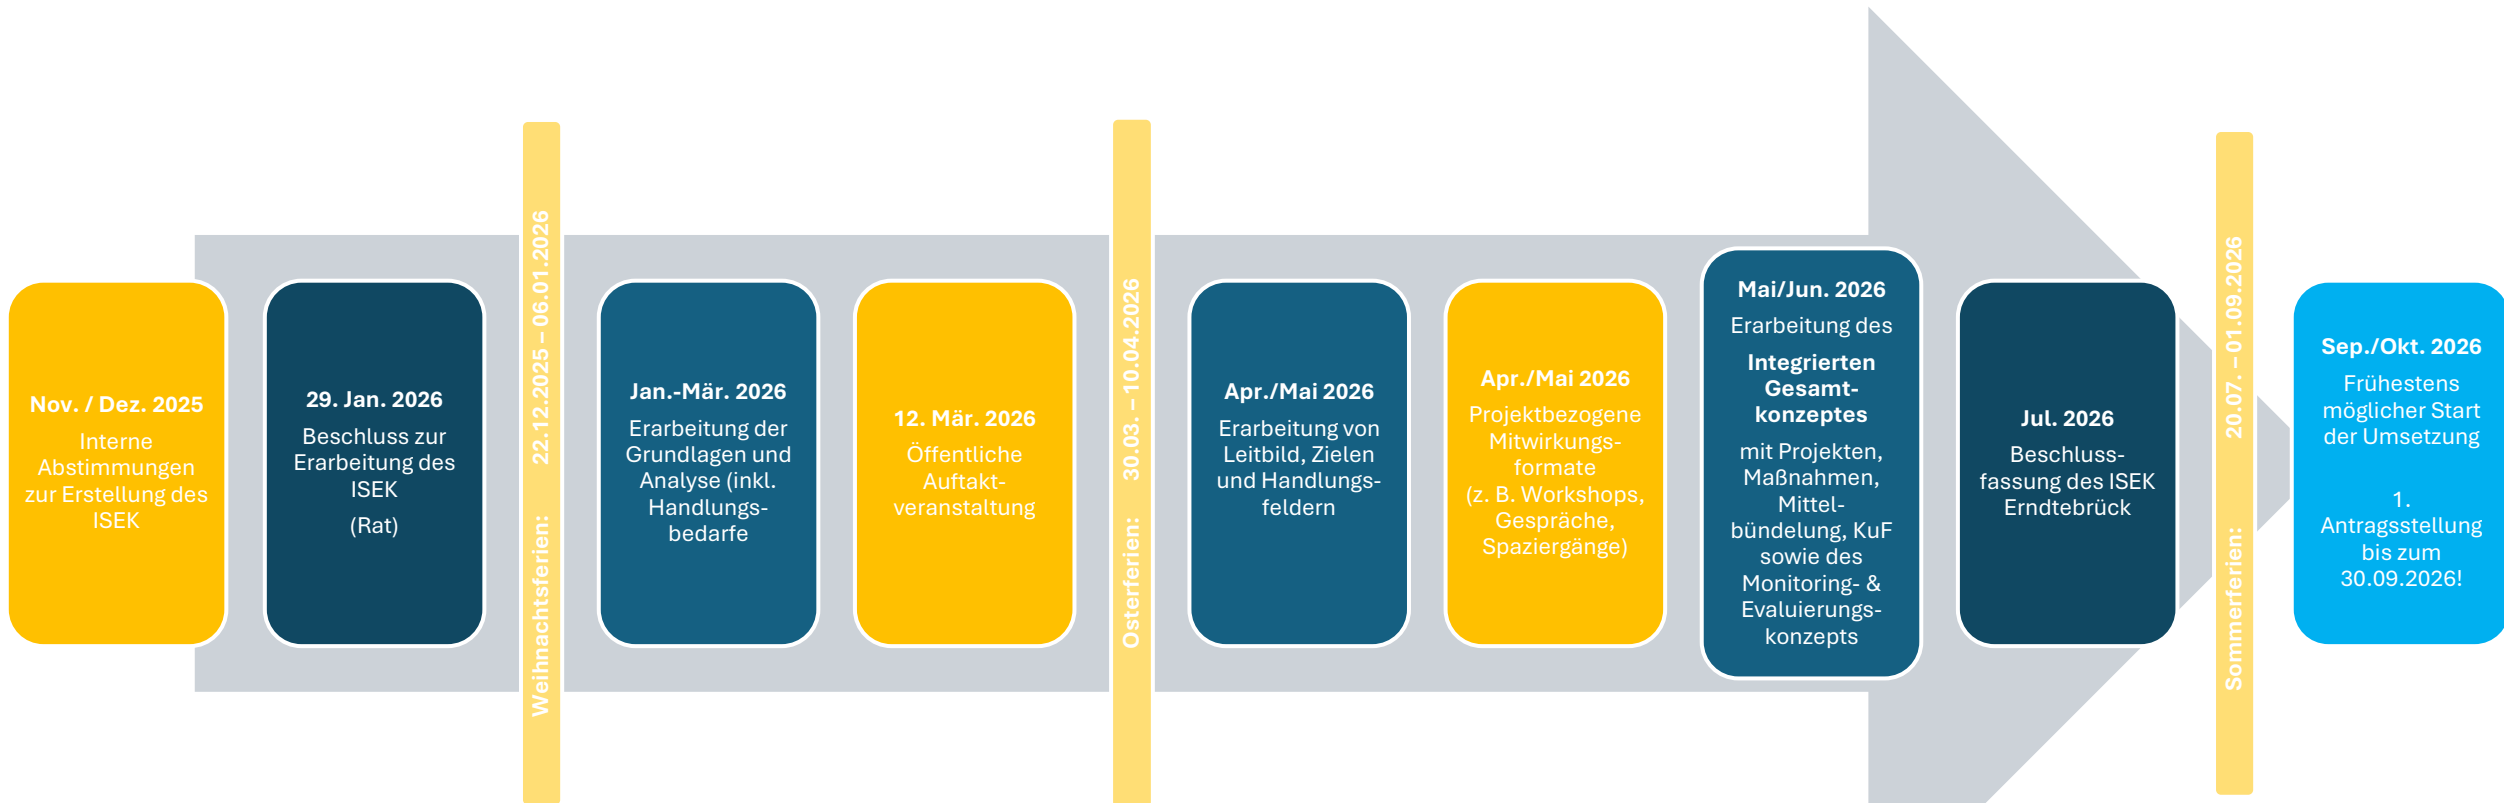 Nov. / Dez. 2025
Interne
Abstimmungen
zur Erstellung des
ISEK
29. Jan. 2026
Beschluss zur
Erarbeitung des
ISEK
(Rat)
Weihnachtsferien: 22.12.2025 – 06.01.2026
Jan.-Mär. 2026
Erarbeitung der
Grundlagen und
Analyse (inkl.
Handlungs-
bedarfe
12. Mär. 2026
Öffentliche
Auftakt-
veranstaltung
Osterferien: 30.03. – 10.04.2026
Apr./Mai 2026
Erarbeitung von
Leitbild, Zielen
und Handlungs-
feldern
Apr./Mai 2026
Projektbezogene
Mitwirkungs-
formate
(z. B. Workshops,
Gespräche,
Spaziergänge)
Mai/Jun. 2026
Erarbeitung des
Integrierten
Gesamt-
konzeptes
mit Projekten,
Maßnahmen,
Mittel-
bündelung, KuF
sowie des
Monitoring- &
Evaluierungs-
konzepts
Jul. 2026
Beschluss-
fassung des ISEK
Erndtebrück
Sommerferien: 20.07. – 01.09.2026
Sep./Okt. 2026
Frühestens
möglicher Start
der Umsetzung
1.
Antragsstellung
bis zum
30.09.2026!